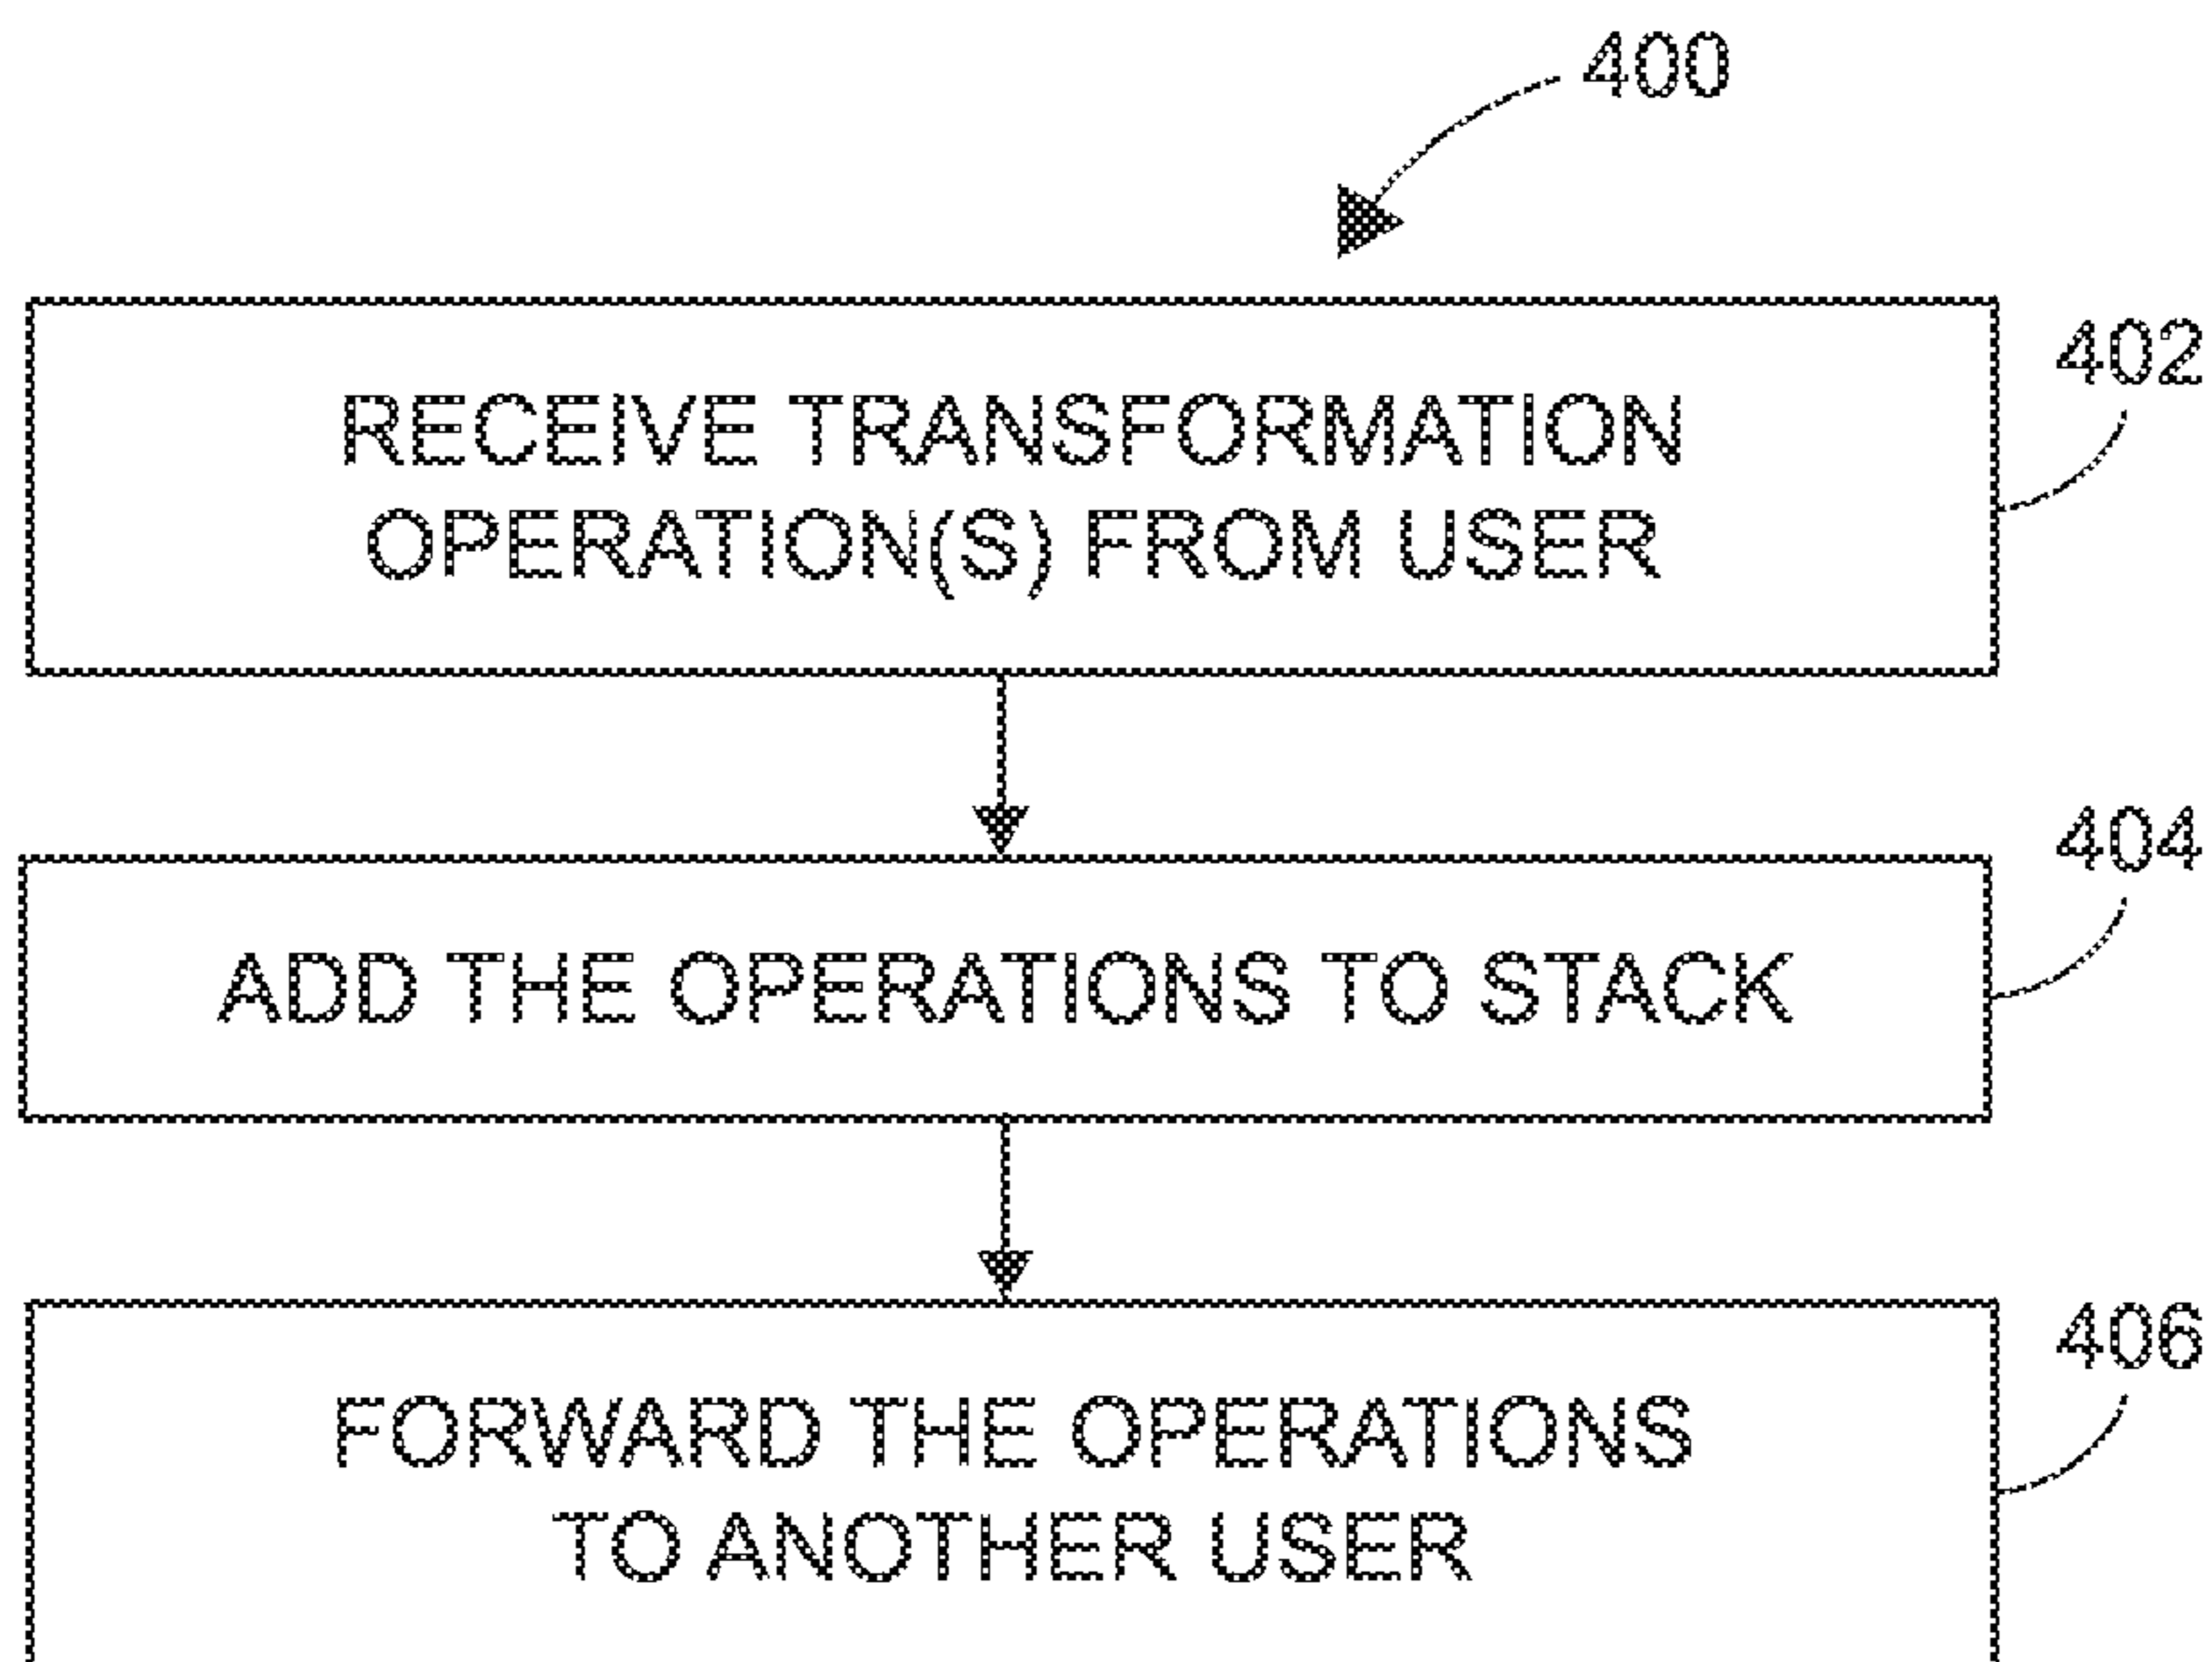 400
402
RECEIVE TRANSFORMATION
OPERATION(S) FROM USER
404
ADD THE OPERATIONS TO STACK
406
FORWARD THE OPERATIONS
TO ANOTHER USER